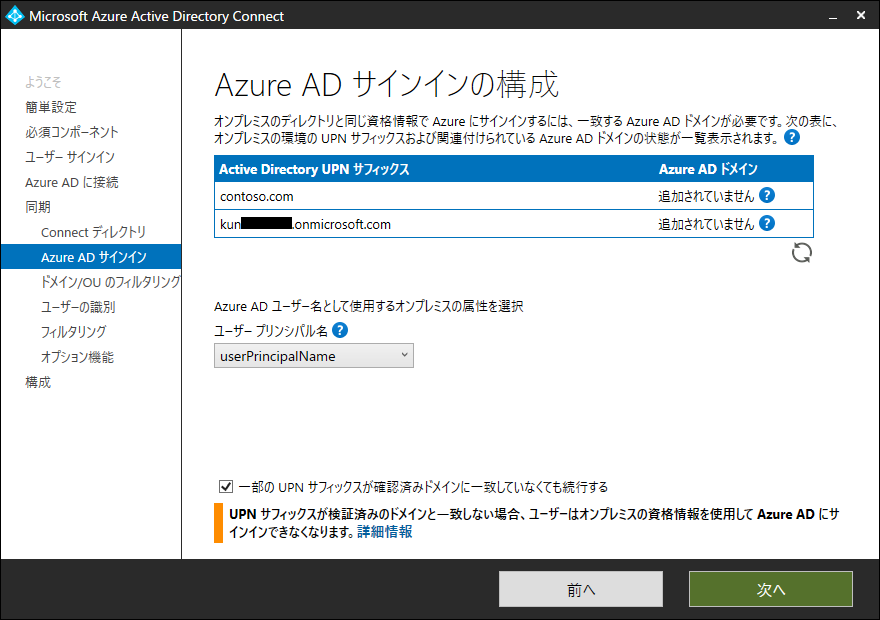 Microsoft Azure Active Directory Connect
ようこそ
簡単設定
必須コンポーネント
ユーザー サインイン
Azure AD に接続
同期
Connect ディレクトリ
Azure AD サインイン
ドメイン/OU のフィルタリング
ユーザーの識別
フィルタリング
オプション機能
構成
Azure AD サインインの構成
オンプレミスのディレクトリと同じ資格情報で Azure にサインインするには、一致する Azure AD ドメインが必要です。次の表に、
オンプレミスの環境の UPN サフィックスおよび関連付けられている Azure AD ドメインの状態が一覧表示されます。 ?
Active Directory UPN サフィックス Azure AD ドメイン
contoso.com 追加されていません ?
kun .onmicrosoft.com 追加されていません ?
Azure AD ユーザー名として使用するオンプレミスの属性を選択
ユーザー プリンシパル名 ?
userPrincipalName
一部の UPN サフィックスが確認済みドメインに一致していなくても続行する
UPN サフィックスが検証済みのドメインと一致しない場合、ユーザーはオンプレミスの資格情報を使用して Azure AD にサ
インインできなくなります。 詳細情報
前へ
次へ